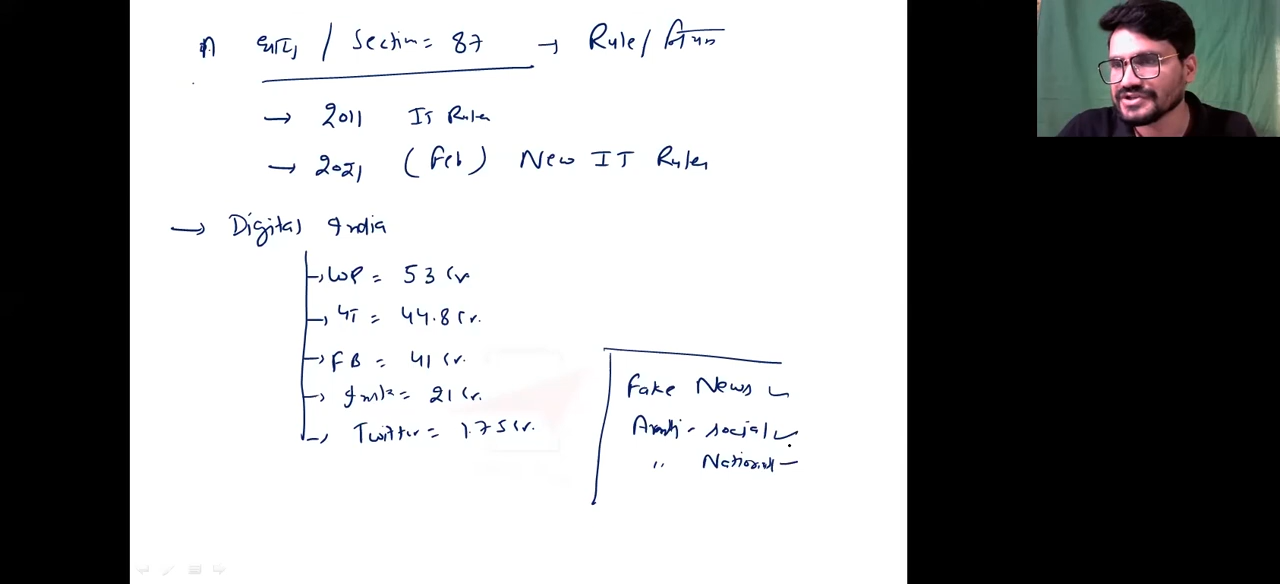 धारा / Section = 87 → Rule / नियम
→ 2011 IT Rules
→ 2021 (Feb) New IT Rules
→ Digital India
→ WP = 53 Cr
→ YT = 44.8 Cr.
→ FB = 41 Cr.
→ Insta = 21 Cr.
→ Twitter = 1.75 Cr.
Fake News
Anti - social
" National